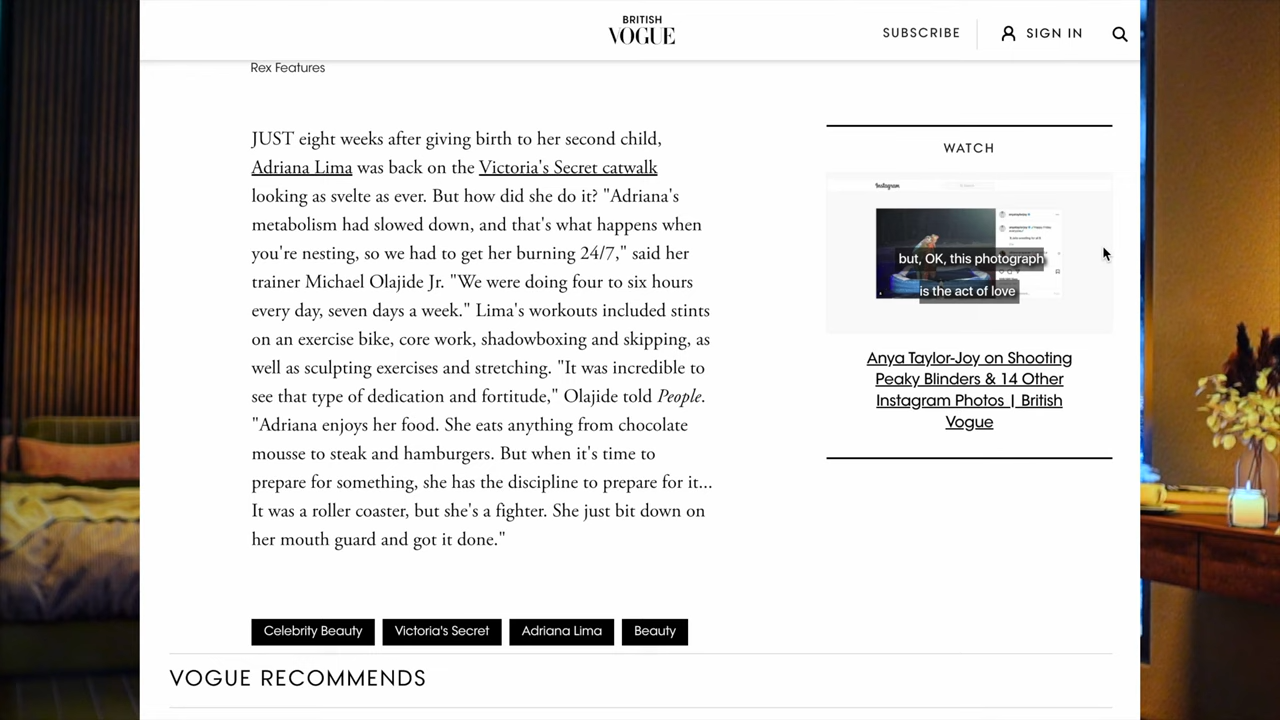 BRITISH
VOGUE
SUBSCRIBE
SIGN IN
Rex Features
JUST eight weeks after giving birth to her second child,
Adriana Lima was back on the Victoria's Secret catwalk
looking as svelte as ever. But how did she do it? "Adriana's
metabolism had slowed down, and that's what happens when
you're nesting, so we had to get her burning 24/7," said her
trainer Michael Olajide Jr. "We were doing four to six hours
every day, seven days a week." Lima's workouts included stints
on an exercise bike, core work, shadowboxing and skipping, as
well as sculpting exercises and stretching. "It was incredible to
see that type of dedication and fortitude," Olajide told People.
"Adriana enjoys her food. She eats anything from chocolate
mousse to steak and hamburgers. But when it's time to
prepare for something, she has the discipline to prepare for it...
It was a roller coaster, but she's a fighter. She just bit down on
her mouth guard and got it done."
WATCH
Instagram
but, OK, this photograph
is the act of love
Anya Taylor-Joy on Shooting
Peaky Blinders & 14 Other
Instagram Photos | British
Vogue
Celebrity Beauty
Victoria's Secret
Adriana Lima
Beauty
VOGUE RECOMMENDS